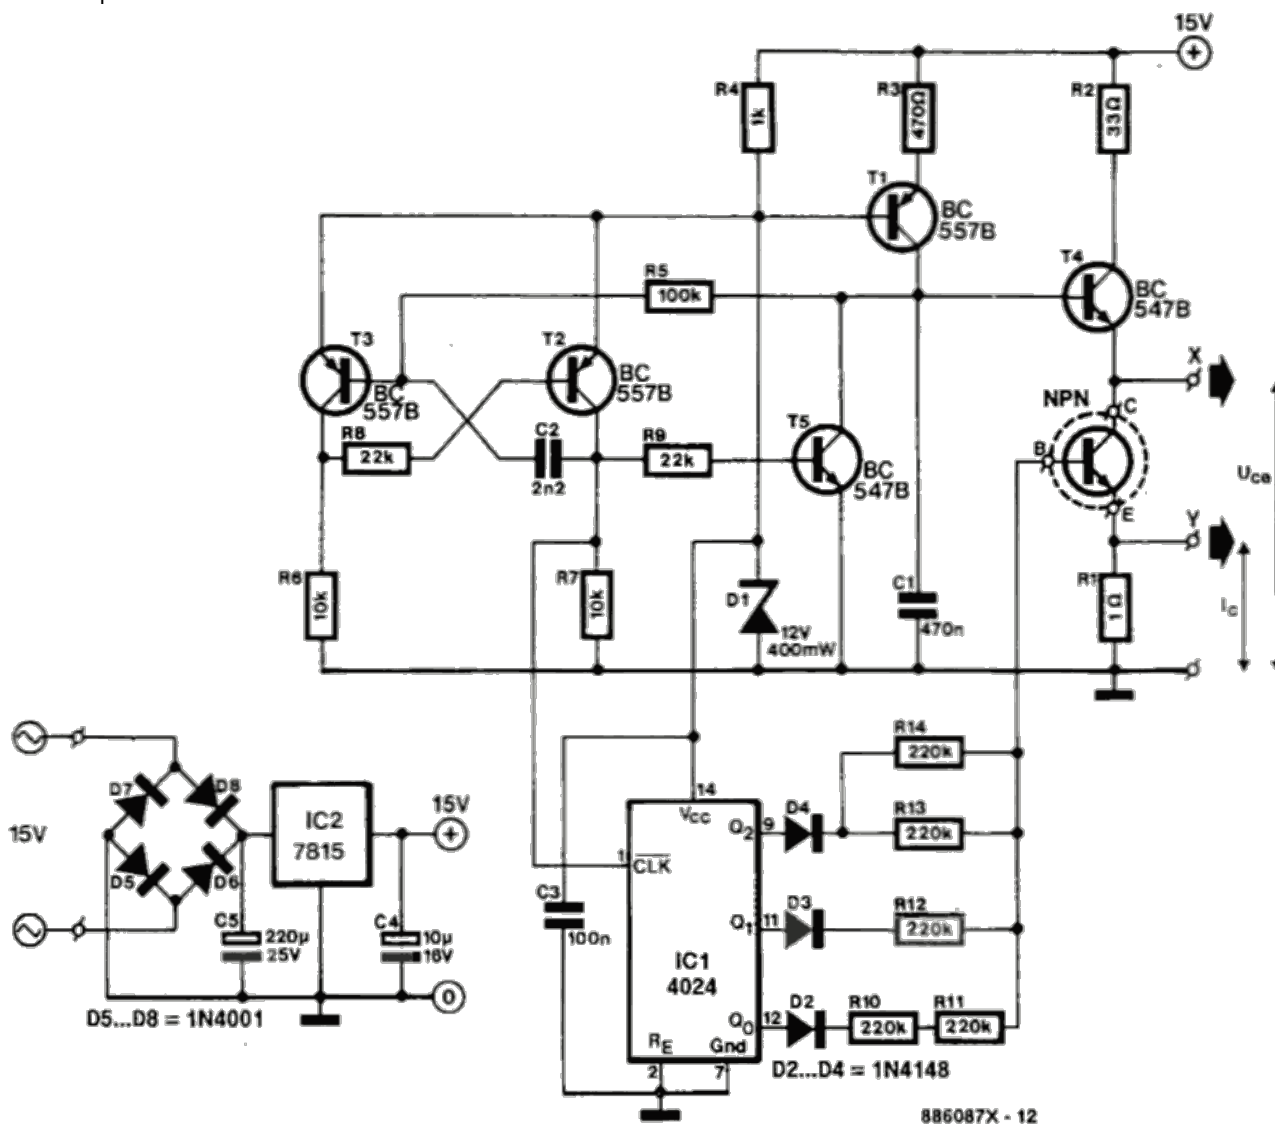 15V
R4
1k
R3
470Ω
R2
33Ω
T1
BC
557B
T4
BC
547B
R5
100k
T3
BC
557B
T2
BC
557B
X
NPN
C
B
E
Uce
R8
22k
C2
2n2
R9
22k
T5
BC
547B
Y
R6
10k
R7
10k
D1
12V
400mW
C1
470n
R1
1Ω
Ic
15V
D7
D8
D5
D6
IC2
7815
15V
C5
220µ
25V
C4
10µ
16V
0
D5...D8 = 1N4001
14
VCC
1
CLK
C3
100n
IC1
4024
Q2
9
Q1
11
Q0
12
RE
2
Gnd
7
D4
R14
220k
R13
220k
D3
R12
220k
D2
R10
220k
R11
220k
D2...D4 = 1N4148
886087X - 12